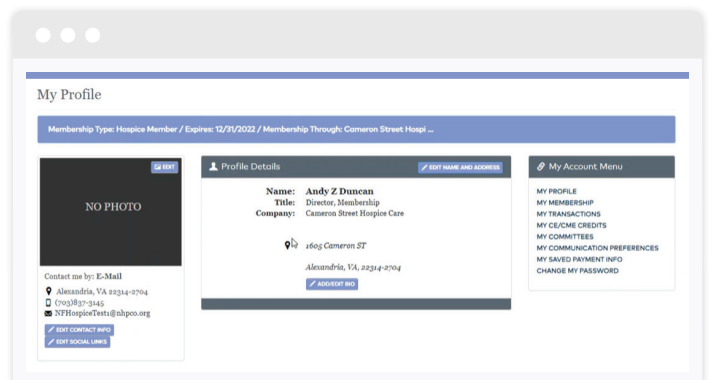 My Profile
Membership Type: Hospice Member / Expires: 12/31/2022 / Membership Through: Cameron Street Hospi ...
EDIT
NO PHOTO
Contact me by: E-Mail
Alexandria, VA 22314-2704
(703)837-3145
NFHospiceTest1@nhpco.org
EDIT CONTACT INFO
EDIT SOCIAL LINKS
Profile Details
EDIT NAME AND ADDRESS
Name: Andy Z Duncan
Title: Director, Membership
Company: Cameron Street Hospice Care
1605 Cameron ST
Alexandria, VA, 22314-2704
ADD/EDIT BIO
My Account Menu
MY PROFILE
MY MEMBERSHIP
MY TRANSACTIONS
MY CE/CME CREDITS
MY COMMITTEES
MY COMMUNICATION PREFERENCES
MY SAVED PAYMENT INFO
CHANGE MY PASSWORD